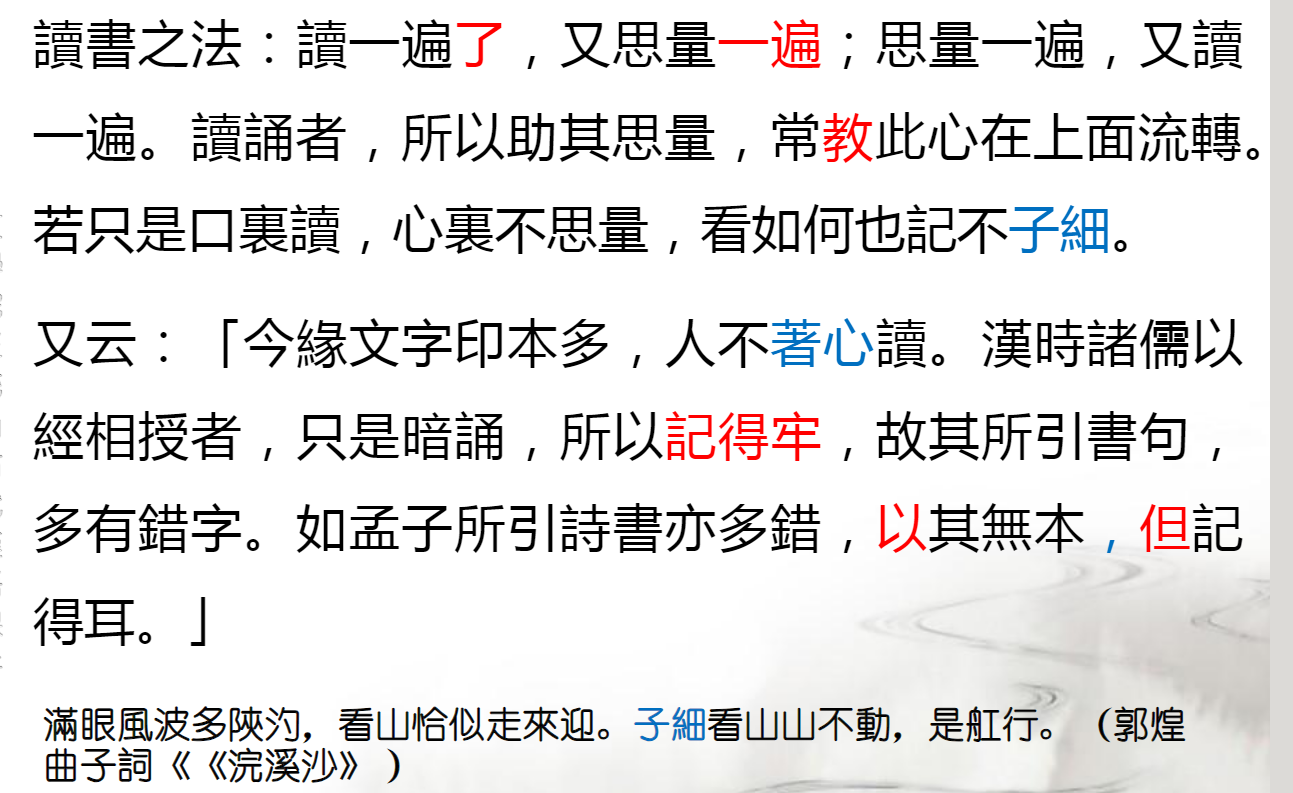 讀書之法：讀一遍了，又思量一遍；思量一遍，又讀
一遍。讀誦者，所以助其思量，常教此心在上面流轉。
若只是口裏讀，心裏不思量，看如何也記不子細。
又云：「今緣文字印本多，人不著心讀。漢時諸儒以
經相授者，只是暗誦，所以記得牢，故其所引書句，
多有錯字。如孟子所引詩書亦多錯，以其無本，但記
得耳。」
滿眼風波多陝汋，看山恰似走來迎。子細看山山不動，是舡行。（郭煌
曲子詞《《浣溪沙》）